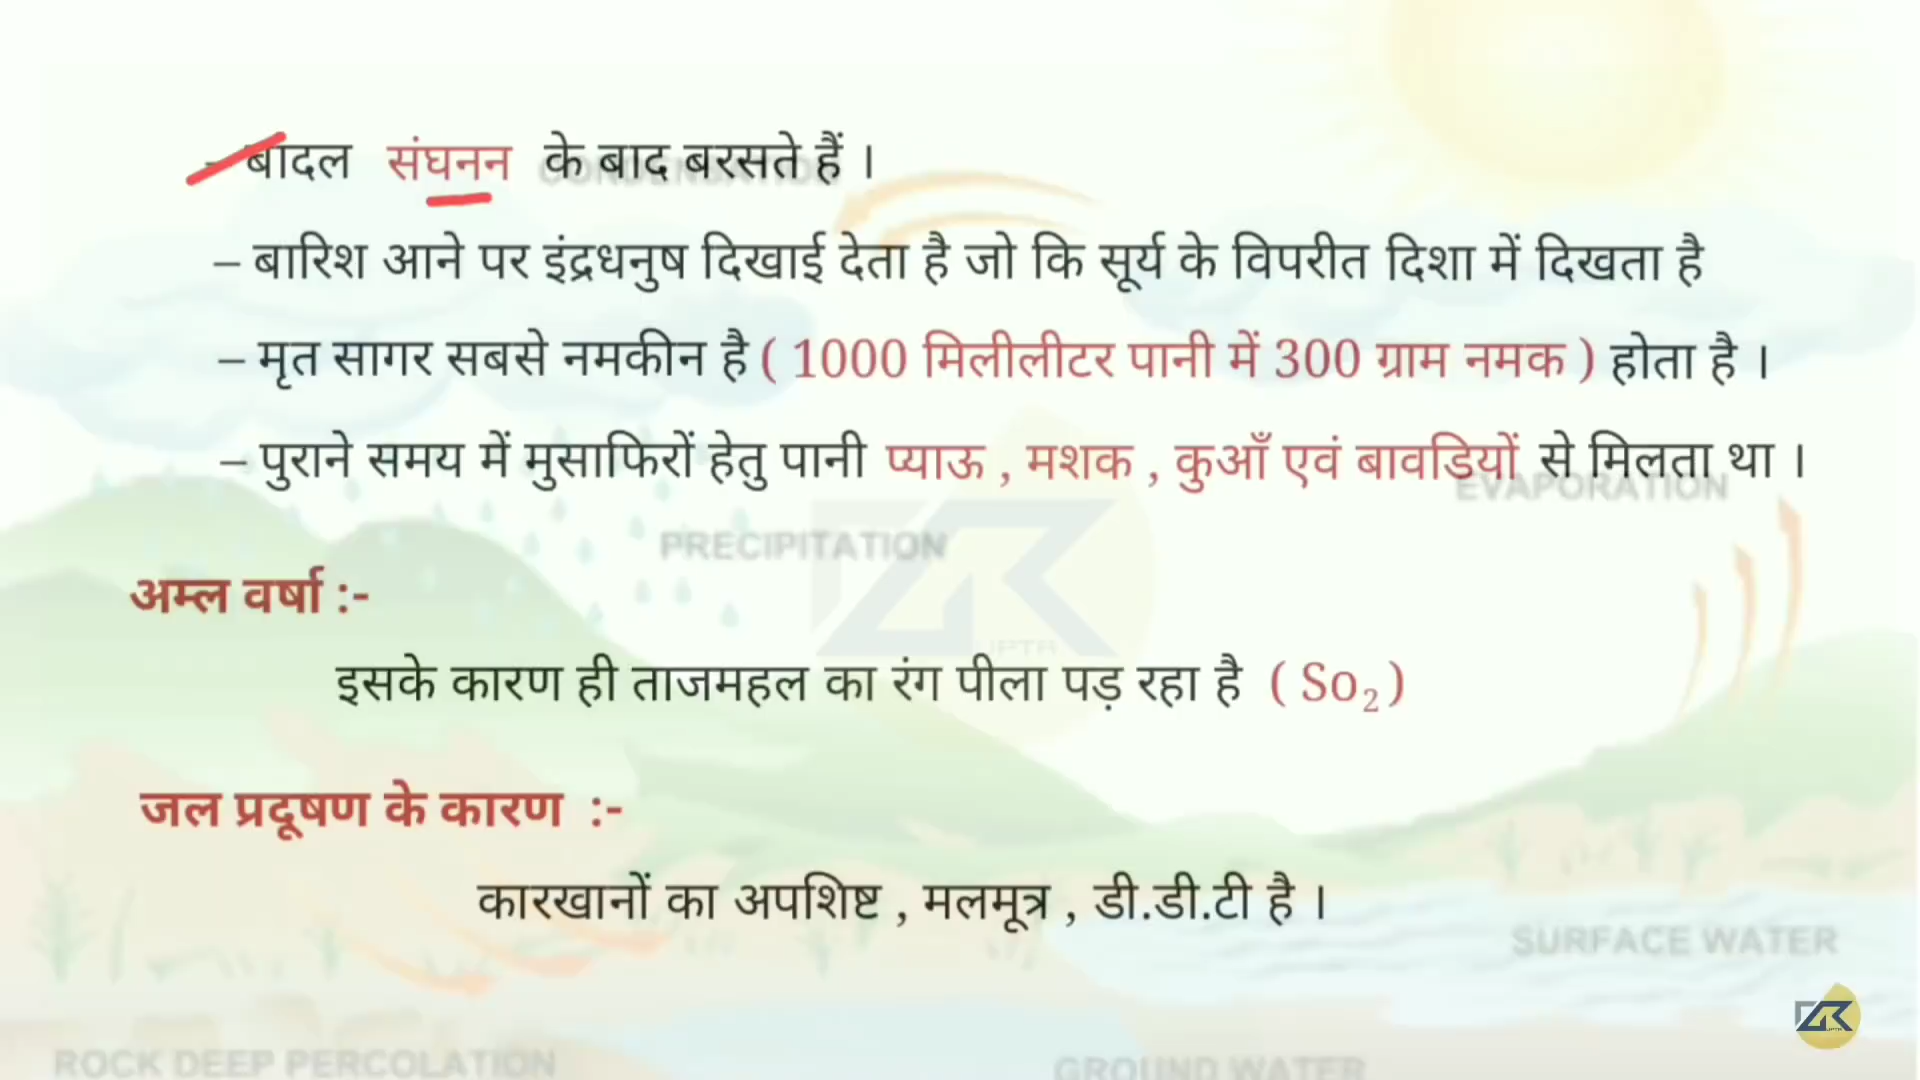 – बादल संघनन के बाद बरसते हैं ।
CONDENSATION
– बारिश आने पर इंद्रधनुष दिखाई देता है जो कि सूर्य के विपरीत दिशा में दिखता है
– मृत सागर सबसे नमकीन है ( 1000 मिलीलीटर पानी में 300 ग्राम नमक ) होता है ।
– पुराने समय में मुसाफिरों हेतु पानी प्याऊ , मशक , कुआँ एवं बावडियों से मिलता था ।
EVAPORATION
PRECIPITATION
अम्ल वर्षा :-
इसके कारण ही ताजमहल का रंग पीला पड़ रहा है ( So₂ )
जल प्रदूषण के कारण :-
कारखानों का अपशिष्ट , मलमूत्र , डी.डी.टी है ।
SURFACE WATER
ROCK DEEP PERCOLATION
GROUND WATER